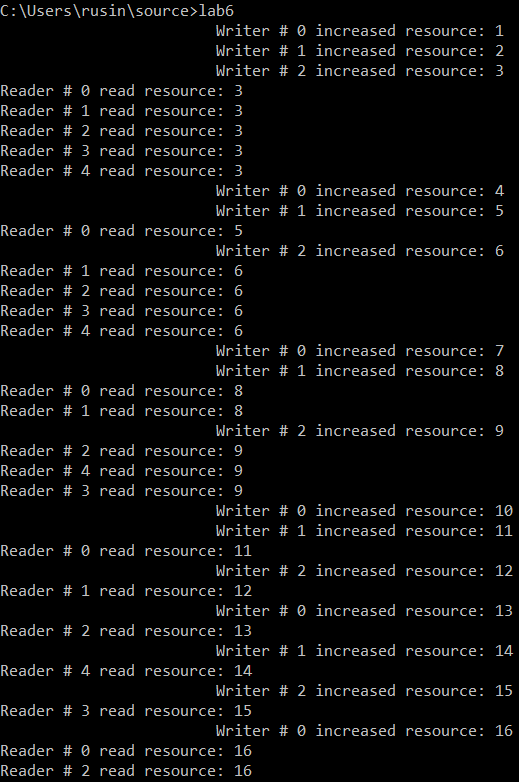 C:\Users\rusin\source>lab6
Writer # 0 increased resource: 1
Writer # 1 increased resource: 2
Writer # 2 increased resource: 3
Reader # 0 read resource: 3
Reader # 1 read resource: 3
Reader # 2 read resource: 3
Reader # 3 read resource: 3
Reader # 4 read resource: 3
Writer # 0 increased resource: 4
Writer # 1 increased resource: 5
Reader # 0 read resource: 5
Writer # 2 increased resource: 6
Reader # 1 read resource: 6
Reader # 2 read resource: 6
Reader # 3 read resource: 6
Reader # 4 read resource: 6
Writer # 0 increased resource: 7
Writer # 1 increased resource: 8
Reader # 0 read resource: 8
Reader # 1 read resource: 8
Writer # 2 increased resource: 9
Reader # 2 read resource: 9
Reader # 4 read resource: 9
Reader # 3 read resource: 9
Writer # 0 increased resource: 10
Writer # 1 increased resource: 11
Reader # 0 read resource: 11
Writer # 2 increased resource: 12
Reader # 1 read resource: 12
Writer # 0 increased resource: 13
Reader # 2 read resource: 13
Writer # 1 increased resource: 14
Reader # 4 read resource: 14
Writer # 2 increased resource: 15
Reader # 3 read resource: 15
Writer # 0 increased resource: 16
Reader # 0 read resource: 16
Reader # 2 read resource: 16